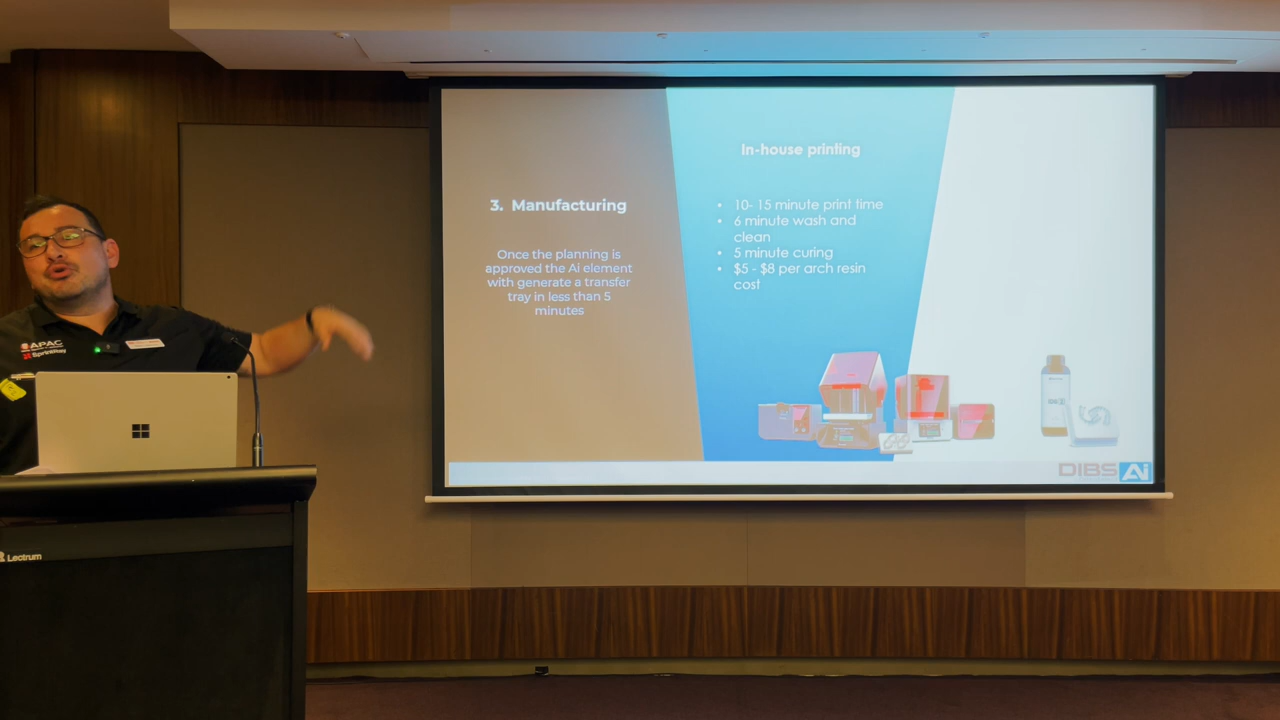 In-house printing
3. Manufacturing
Once the planning is
approved the Ai element
with generate a transfer
tray in less than 5
minutes
• 10- 15 minute print time
• 6 minute wash and
clean
• 5 minute curing
• $5 - $8 per arch resin
cost
DIBS Ai
APAC
SprintRay
Lectrum